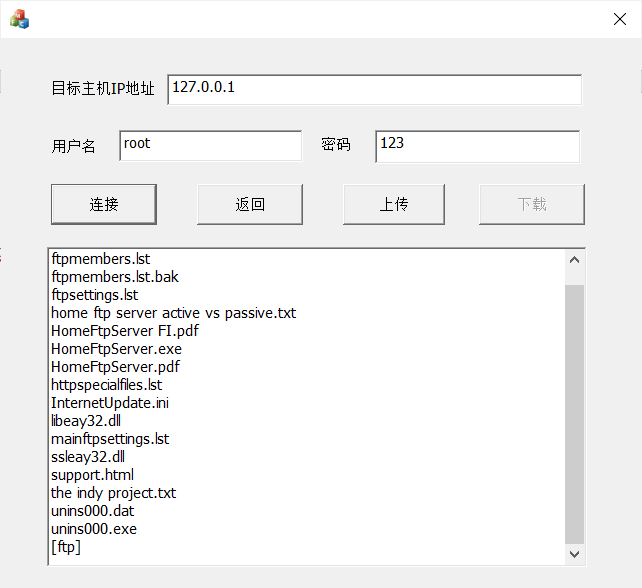 目标主机IP地址 127.0.0.1
用户名 root 密码 123
连接 返回 上传 下载
ftpmembers.lst
ftpmembers.lst.bak
ftpsettings.lst
home ftp server active vs passive.txt
HomeFtpServer FI.pdf
HomeFtpServer.exe
HomeFtpServer.pdf
httpspecialfiles.lst
InternetUpdate.ini
libeay32.dll
mainftpsettings.lst
ssleay32.dll
support.html
the indy project.txt
unins000.dat
unins000.exe
[ftp]